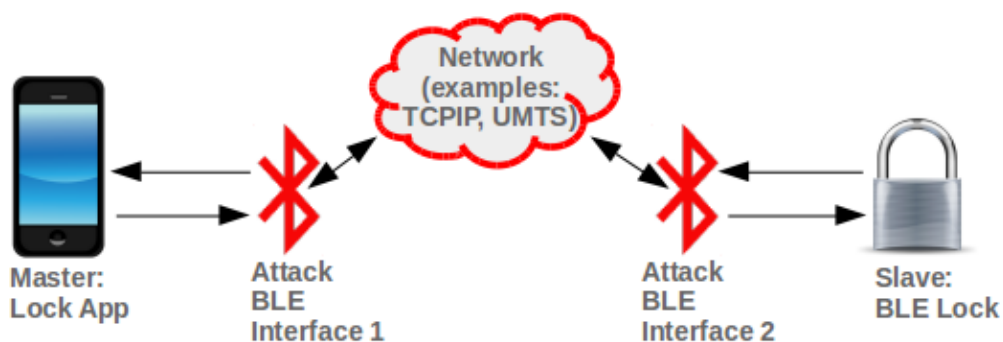 Network
(examples:
TCPIP, UMTS)
Master:
Lock App
Attack
BLE
Interface 1
Attack
BLE
Interface 2
Slave:
BLE Lock